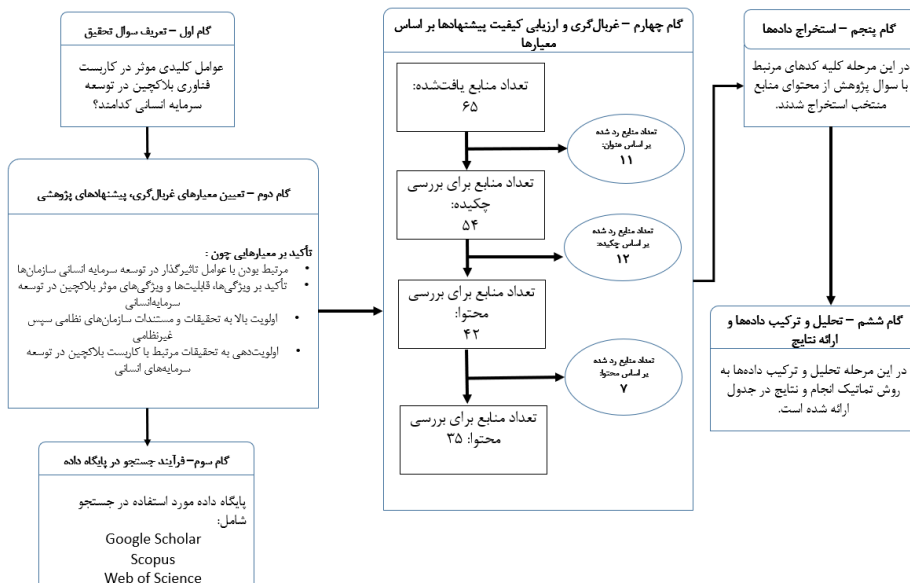 گام اول – تعریف سوال تحقیق
عوامل کلیدی موثر در کاربست
فناوری بلاکچین در توسعه
سرمایه انسانی کدامند؟
گام دوم – تعیین معیارهای غربال‌گری، پیشنهادهای پژوهشی
تأکید بر معیارهایی چون :
مرتبط بودن با عوامل تاثیرگذار در توسعه سرمایه انسانی سازمان‌ها
تأکید بر ویژگی‌ها، قابلیت‌ها و ویژگی‌های موثر بلاکچین در توسعه
سرمایه‌انسانی
اولویت بالا به تحقیقات و مستندات سازمان‌های نظامی سپس
غیرنظامی
اولویت‌دهی به تحقیقات مرتبط با کاربست بلاکچین در توسعه
سرمایه‌های انسانی
گام سوم– فرآیند جستجو در پایگاه داده
پایگاه داده مورد استفاده در جستجو
شامل:
Google Scholar
Scopus
Web of Science
گام چهارم – غربال‌گری و ارزیابی کیفیت پیشنهادها بر اساس
معیارها
تعداد منابع یافت‌شده:
۶۵
تعداد منابع رد شده
بر اساس عنوان:
۱۱
تعداد منابع برای بررسی
چکیده:
۵۴
تعداد منابع رد شده
بر اساس چکیده:
۱۲
تعداد منابع برای بررسی
محتوا:
۴۲
تعداد منابع رد شده
بر اساس محتوا:
۷
تعداد منابع برای بررسی
محتوا: ۳۵
گام پنجم – استخراج داده‌ها
در این مرحله کلیه کدهای مرتبط
با سوال پژوهش از محتوای منابع
منتخب استخراج شدند.
گام ششم – تحلیل و ترکیب داده‌ها و
ارائه نتایج
در این مرحله تحلیل و ترکیب داده‌ها به
روش تماتیک انجام و نتایج در جدول
ارائه شده است.